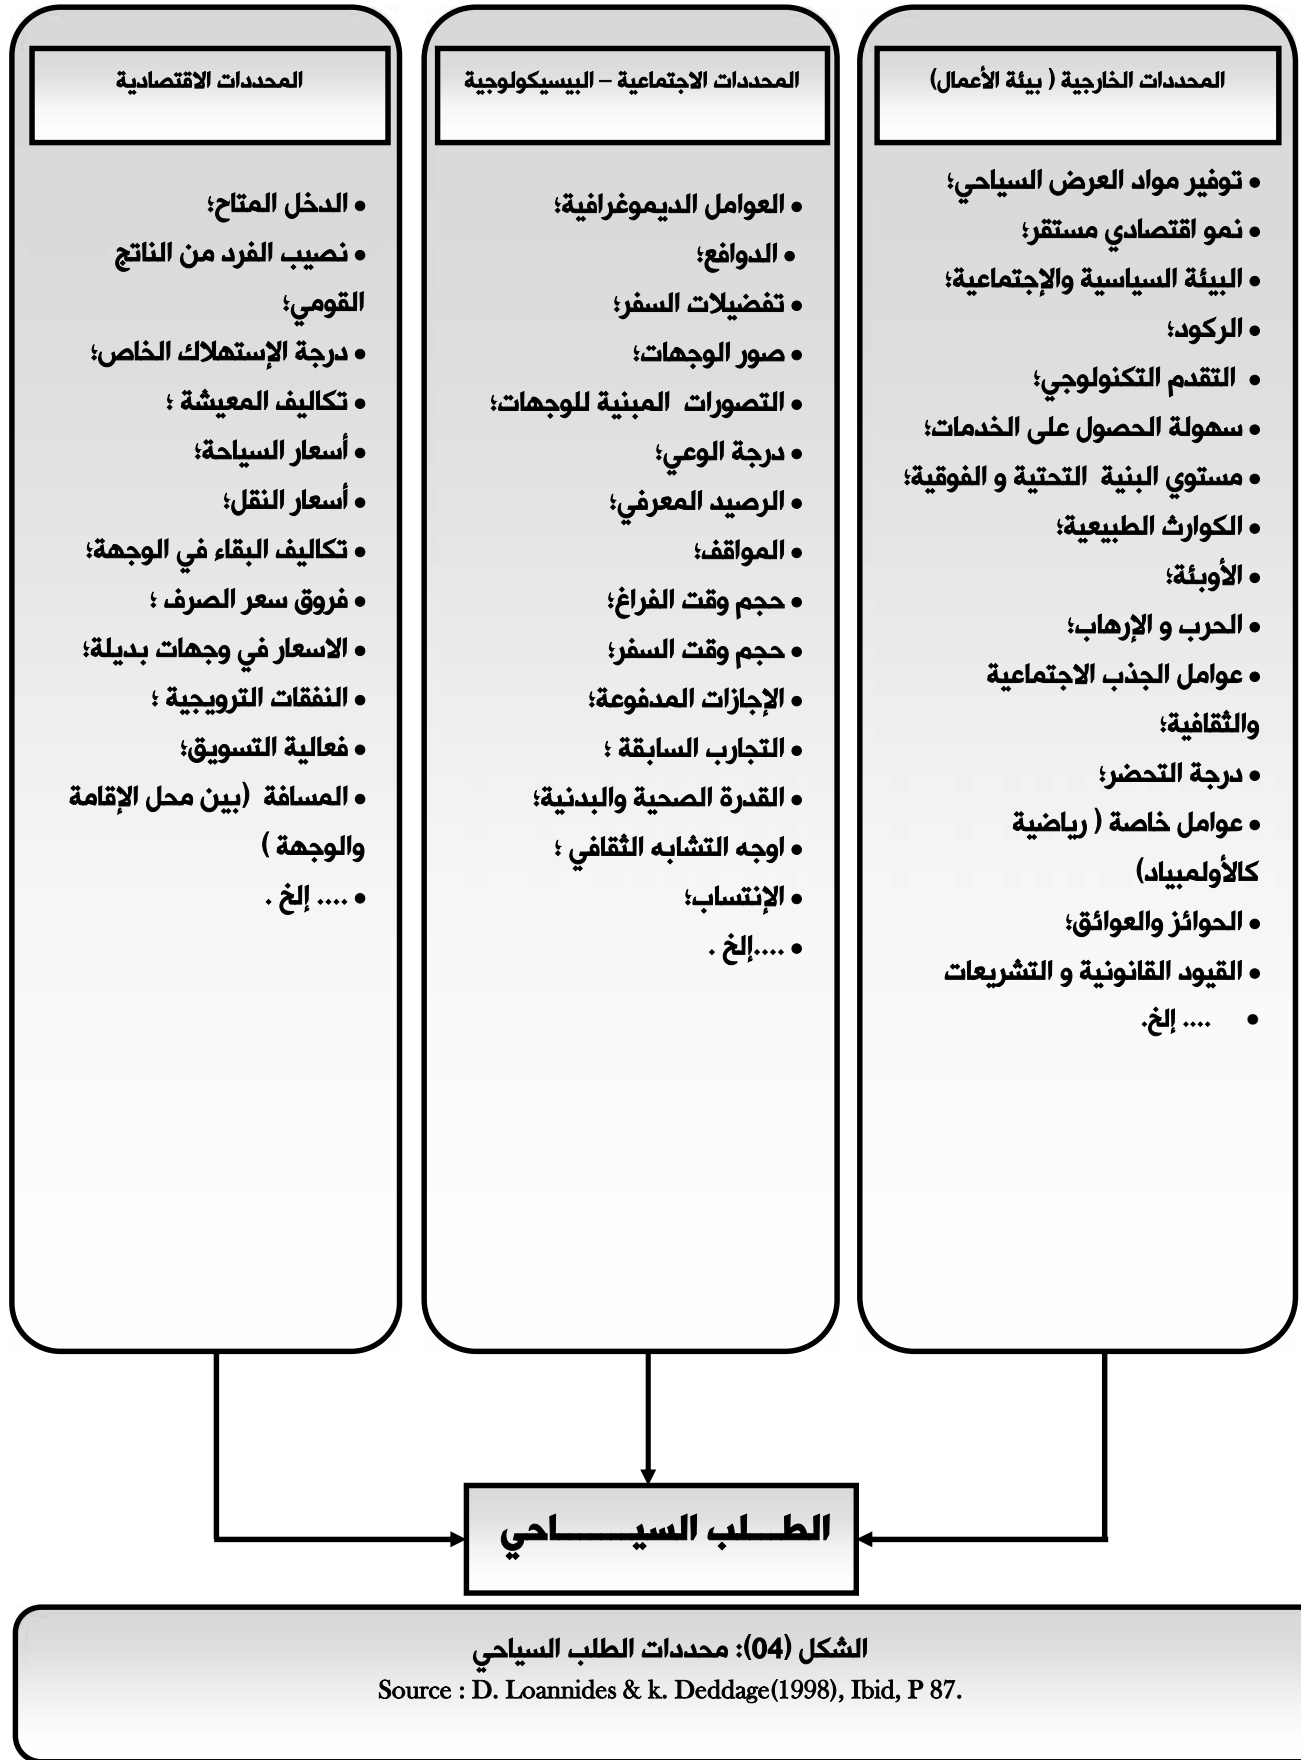 المحددات الخارجية ( بيئة الأعمال)
• توفير مواد العرض السياحي؛
• نمو اقتصادي مستقر؛
• البيئة السياسية والإجتماعية؛
• الركود؛
• التقدم التكنولوجي؛
• سهولة الحصول على الخدمات؛
• مستوي البنية التحتية و الفوقية؛
• الكوارث الطبيعية؛
• الأوبئة؛
• الحرب و الإرهاب؛
• عوامل الجذب الاجتماعية
والثقافية؛
• درجة التحضر؛
• عوامل خاصة ( رياضية
كالأولمبياد)
• الحوائز والعوائق؛
• القيود القانونية و التشريعات
• .... إلخ.
المحددات الاجتماعية – البيسيكولوجية
• العوامل الديموغرافية؛
• الدوافع؛
• تفضيلات السفر؛
• صور الوجهات؛
• التصورات المبنية للوجهات؛
• درجة الوعي؛
• الرصيد المعرفي؛
• المواقف؛
• حجم وقت الفراغ؛
• حجم وقت السفر؛
• الإجازات المدفوعة؛
• التجارب السابقة ؛
• القدرة الصحية والبدنية؛
• اوجه التشابه الثقافي ؛
• الإنتساب؛
• ....إلخ .
المحددات الاقتصادية
• الدخل المتاح؛
• نصيب الفرد من الناتج
القومي؛
• درجة الإستهلاك الخاص؛
• تكاليف المعيشة ؛
• أسعار السياحة؛
• أسعار النقل؛
• تكاليف البقاء في الوجهة؛
• فروق سعر الصرف ؛
• الاسعار في وجهات بديلة؛
• النفقات الترويجية ؛
• فعالية التسويق؛
• المسافة (بين محل الإقامة
والوجهة )
• .... إلخ .
الطـــلب السيـــــــاحي
الشكل (04): محددات الطلب السياحي
Source : D. Loannides & k. Deddage(1998), Ibid, P 87.